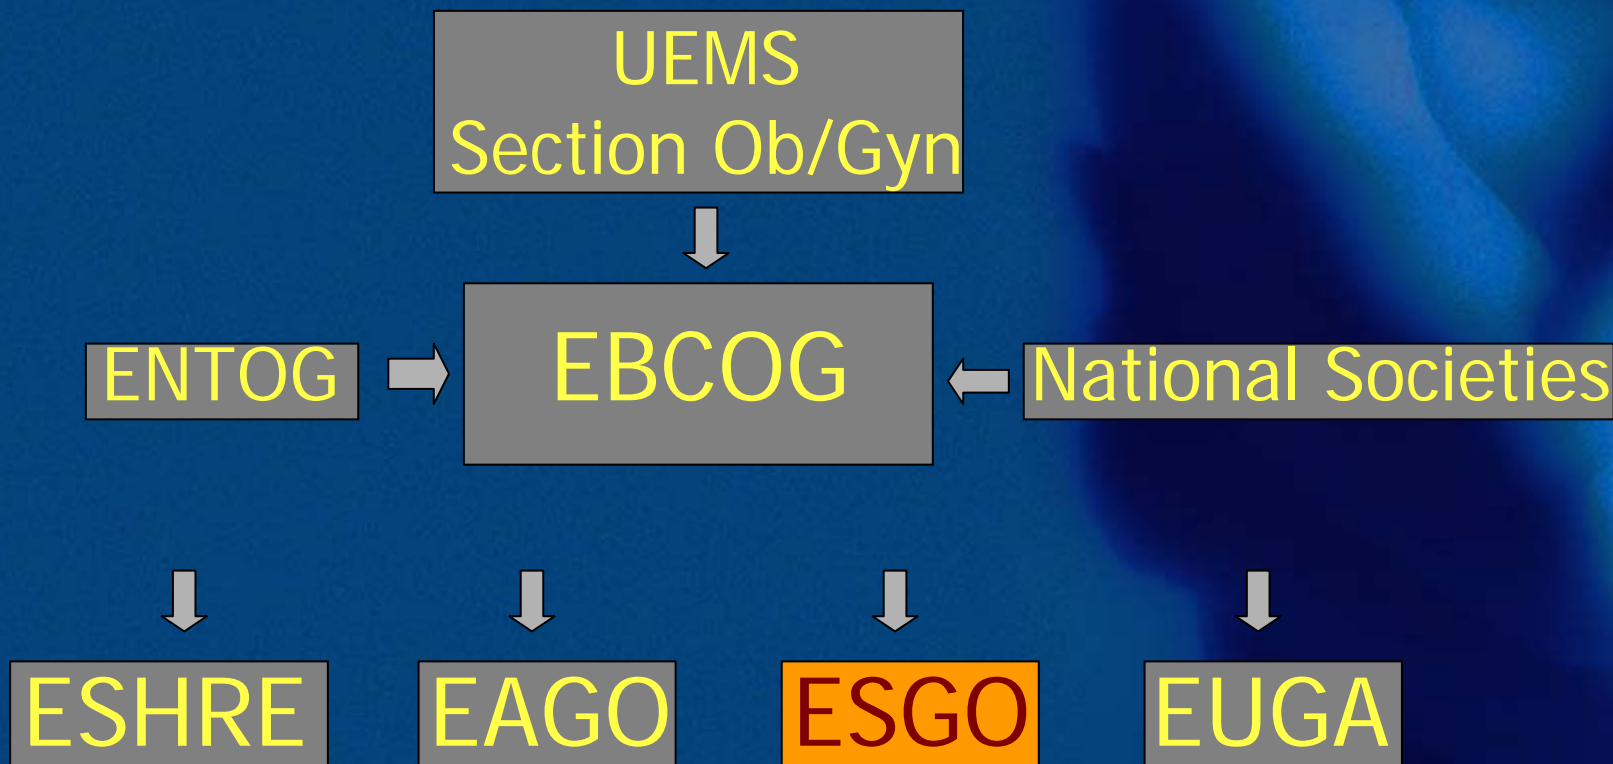 UEMS
Section Ob/Gyn
ENTOG
EBCOG
National Societies
ESHRE
EAGO
ESGO
EUGA